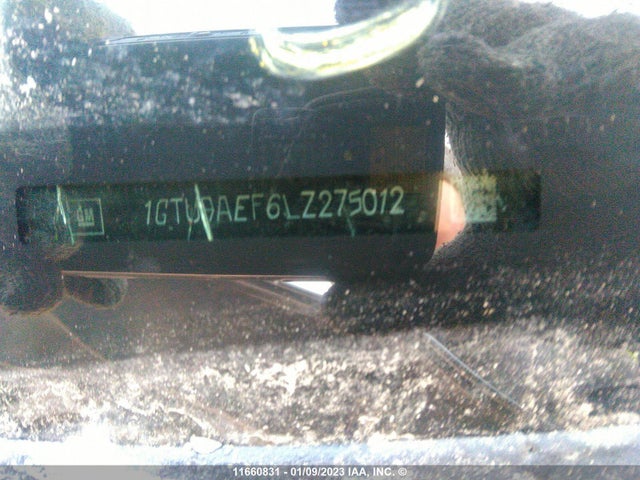 GM 1GTU9AEF6LZ275012
11660831 - 01/09/2023 IAA, INC. ©